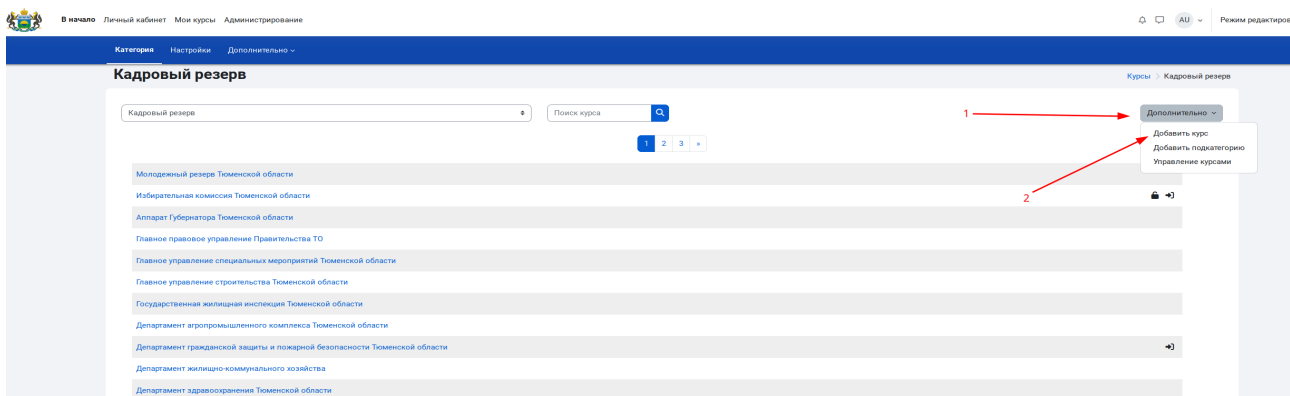 В начало Личный кабинет Мои курсы Администрирование AU Режим редактиров
Категория Настройки Дополнительно
Кадровый резерв Курсы > Кадровый резерв
Кадровый резерв Поиск курса 1 Дополнительно
Добавить курс
1 2 3 » Добавить подкатегорию
Управление курсами
Молодежный резерв Тюменской области
Избирательная комиссия Тюменской области 2
Аппарат Губернатора Тюменской области
Главное правовое управление Правительства ТО
Главное управление специальных мероприятий Тюменской области
Главное управление строительства Тюменской области
Государственная жилищная инспекция Тюменской области
Департамент агропромышленного комплекса Тюменской области
Департамент гражданской защиты и пожарной безопасности Тюменской области
Департамент жилищно-коммунального хозяйства
Департамент здравоохранения Тюменской области